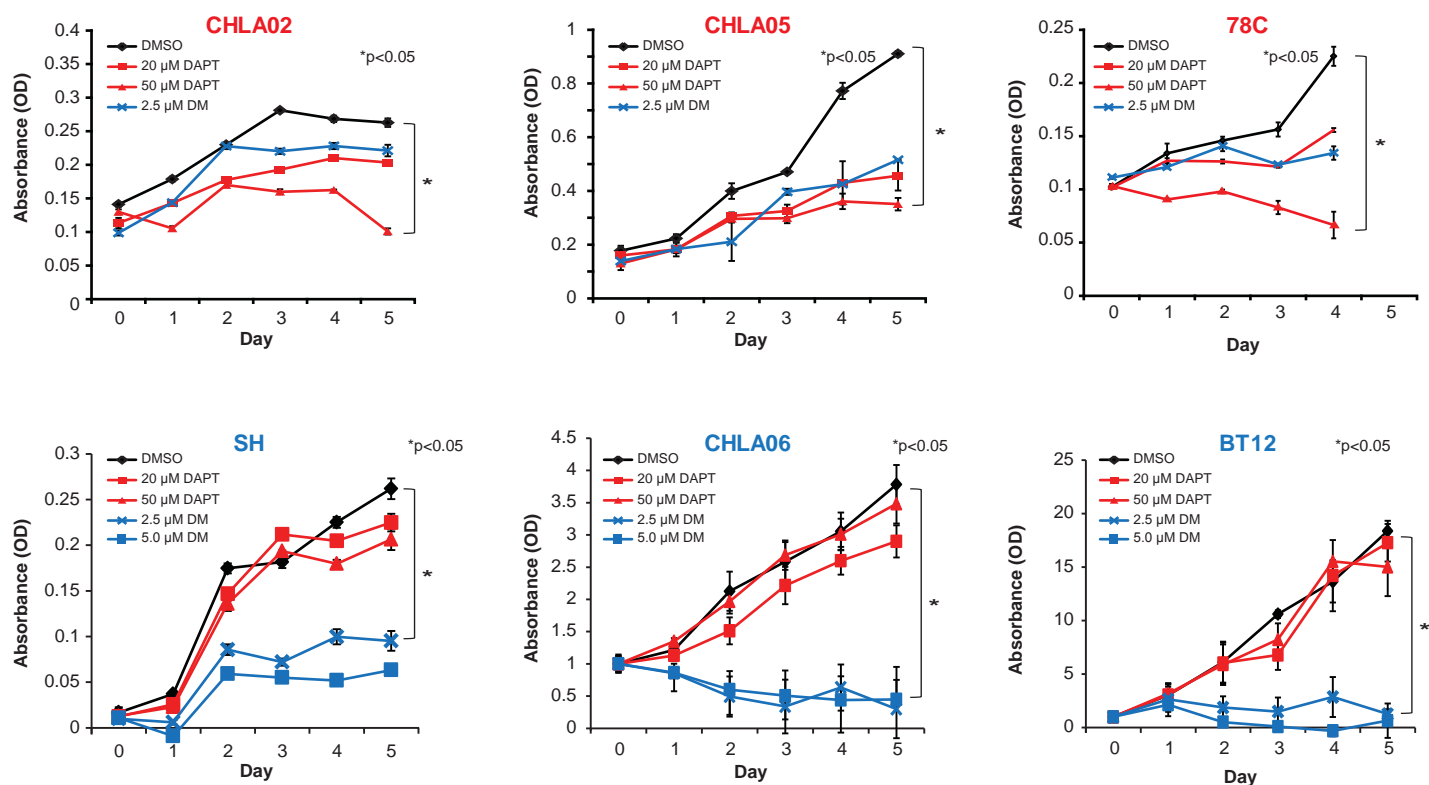 CHLA02
*p<0.05
DMSO
20 µM DAPT
50 µM DAPT
2.5 µM DM
Absorbance (OD)
0.4
0.35
0.3
0.25
0.2
0.15
0.1
0.05
0
*
0 1 2 3 4 5
Day
CHLA05
*p<0.05
DMSO
20 µM DAPT
50 µM DAPT
2.5 µM DM
Absorbance (OD)
1
0.8
0.6
0.4
0.2
0
*
0 1 2 3 4 5
Day
78C
*p<0.05
DMSO
20 µM DAPT
50 µM DAPT
2.5 µM DM
Absorbance (OD)
0.25
0.2
0.15
0.1
0.05
0
*
0 1 2 3 4 5
Day
SH
*p<0.05
DMSO
20 µM DAPT
50 µM DAPT
2.5 µM DM
5.0 µM DM
Absorbance (OD)
0.3
0.25
0.2
0.15
0.1
0.05
0
*
0 1 2 3 4 5
Day
CHLA06
*p<0.05
DMSO
20 µM DAPT
50 µM DAPT
2.5 µM DM
5.0 µM DM
Absorbance (OD)
4.5
4
3.5
3
2.5
2
1.5
1
0.5
0
*
0 1 2 3 4 5
Day
BT12
*p<0.05
DMSO
20 µM DAPT
50 µM DAPT
2.5 µM DM
5.0 µM DM
Absorbance (OD)
25
20
15
10
5
0
*
0 1 2 3 4 5
Day